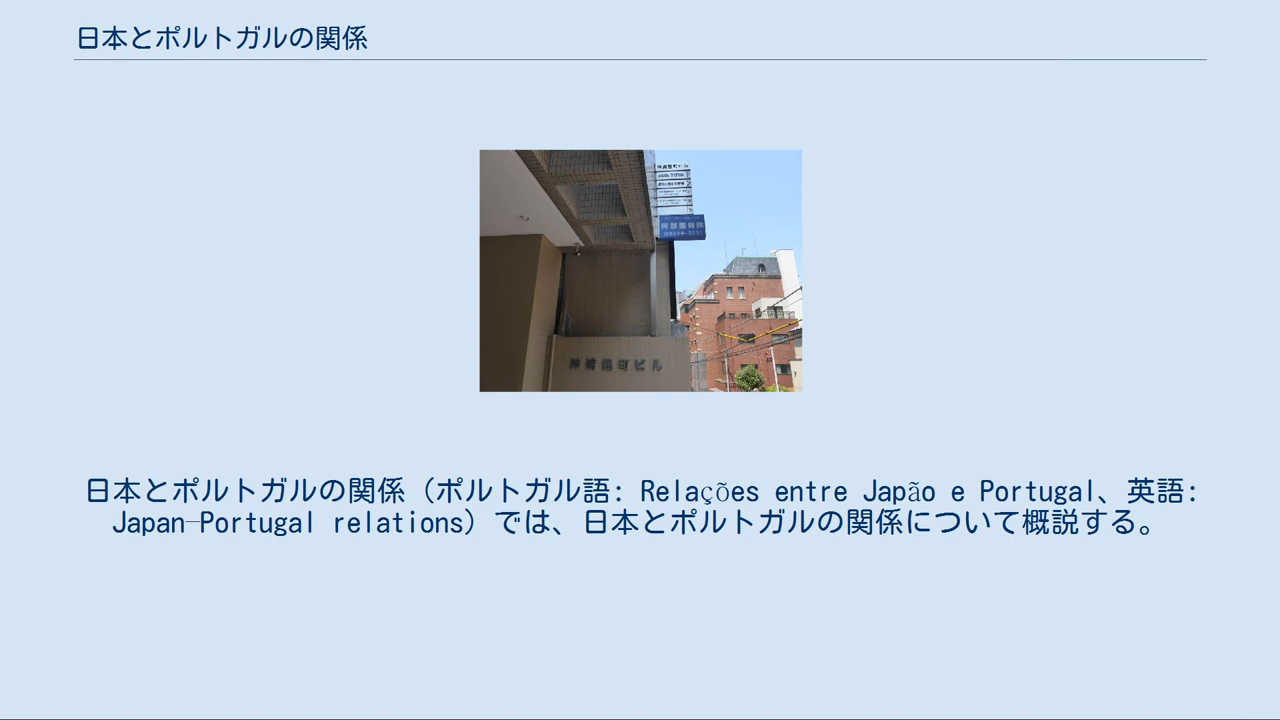 日本とポルトガルの関係
日本とポルトガルの関係（ポルトガル語: Relações entre Japão e Portugal、英語:
Japan–Portugal relations）では、日本とポルトガルの関係について概説する。